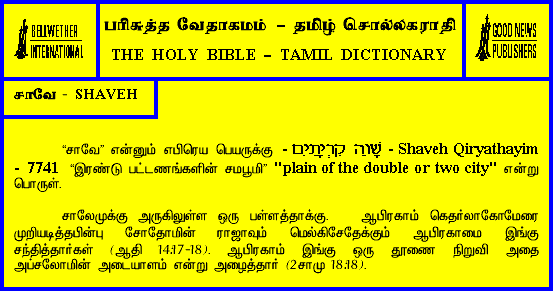 BELLWETHER
INTERNATIONAL
பரிசுத்த வேதாகமம் – தமிழ் சொல்லகராதி
THE HOLY BIBLE – TAMIL DICTIONARY
GOOD NEWS
PUBLISHERS
சாவே - SHAVEH
“சாவே” என்னும் எபிரெய பெயருக்கு - שָׁוֵה קִרְיָתַיִם - Shaveh Qiryathayim
- 7741 “இரண்டு பட்டணங்களின் சமபூமி” "plain of the double or two city" என்று
பொருள்.
சாலேமுக்கு அருகிலுள்ள ஒரு பள்ளத்தாக்கு. ஆபிரகாம் கெதர்லாகோமேரை
முறியடித்தபின்பு சோதோமின் ராஜாவும் மெல்கிசேதேக்கும் ஆபிரகாமை இங்கு
சந்தித்தார்கள் (ஆதி 14:17-18). ஆபிரகாம் இங்கு ஒரு தூணை நிறுவி அதை
அப்சலோமின் அடையாளம் என்று அழைத்தார் (2சாமு 18:18).